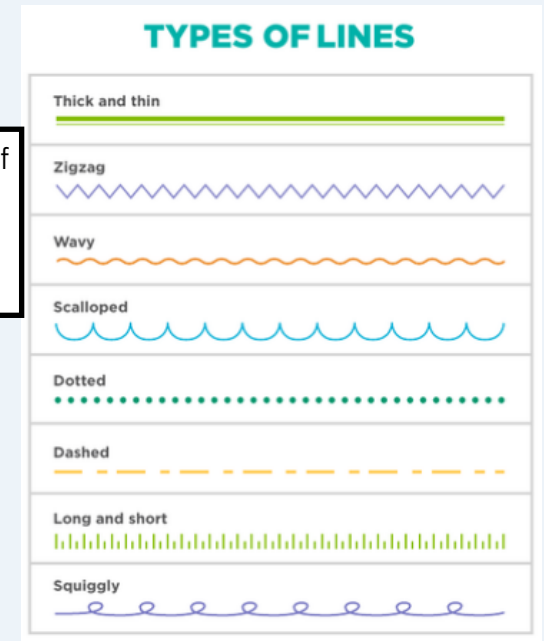 TYPES OF LINES
Thick and thin
f
Zigzag
Wavy
Scalloped
Dotted
Dashed
Long and short
Squiggly